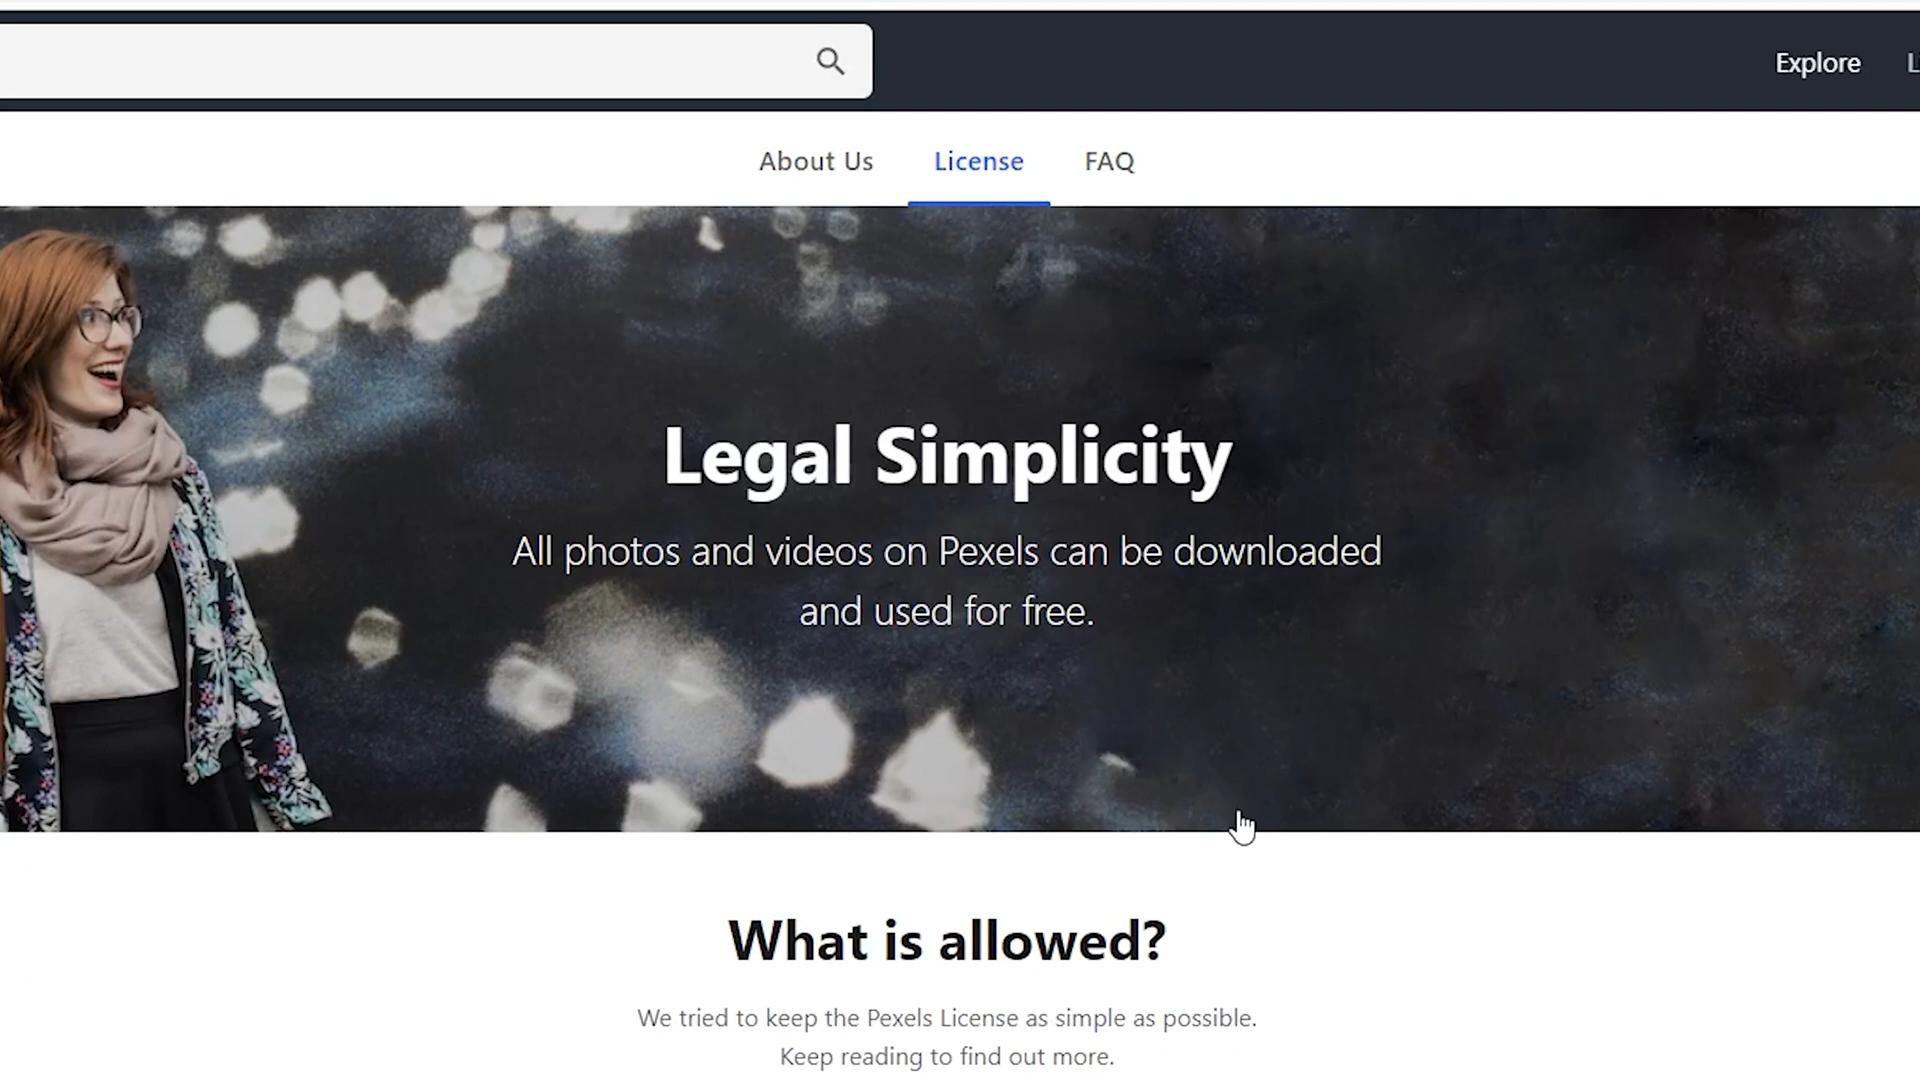 Explore
About Us
License
FAQ
Legal Simplicity
All photos and videos on Pexels can be downloaded
and used for free.
What is allowed?
We tried to keep the Pexels License as simple as possible.
Keep reading to find out more.